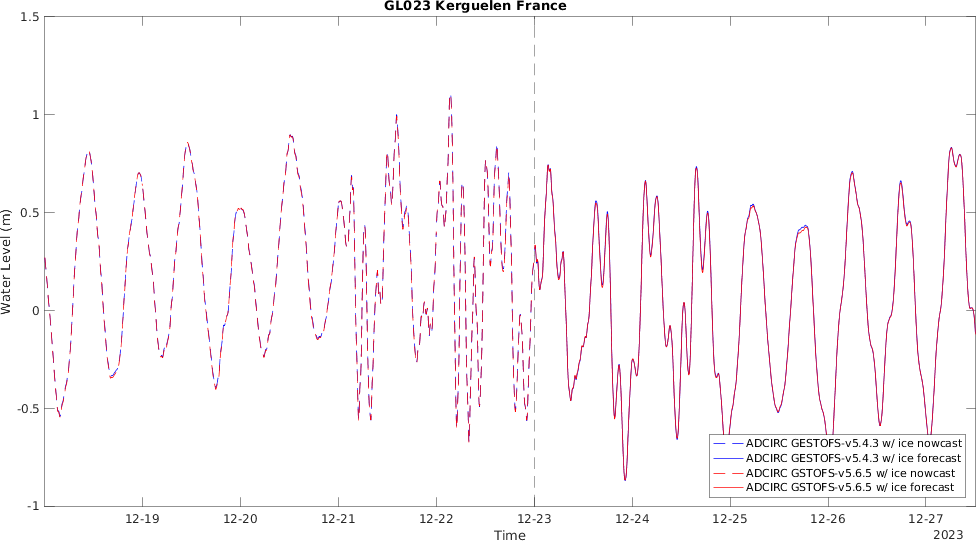 GL023 Kerguelen France
1.5
1
0.5
0
-0.5
-1
Water Level (m)
12-19 12-20 12-21 12-22 12-23 12-24 12-25 12-26 12-27
Time
2023
ADCIRC GESTOFS-v5.4.3 w/ ice nowcast
ADCIRC GESTOFS-v5.4.3 w/ ice forecast
ADCIRC GSTOFS-v5.6.5 w/ ice nowcast
ADCIRC GSTOFS-v5.6.5 w/ ice forecast